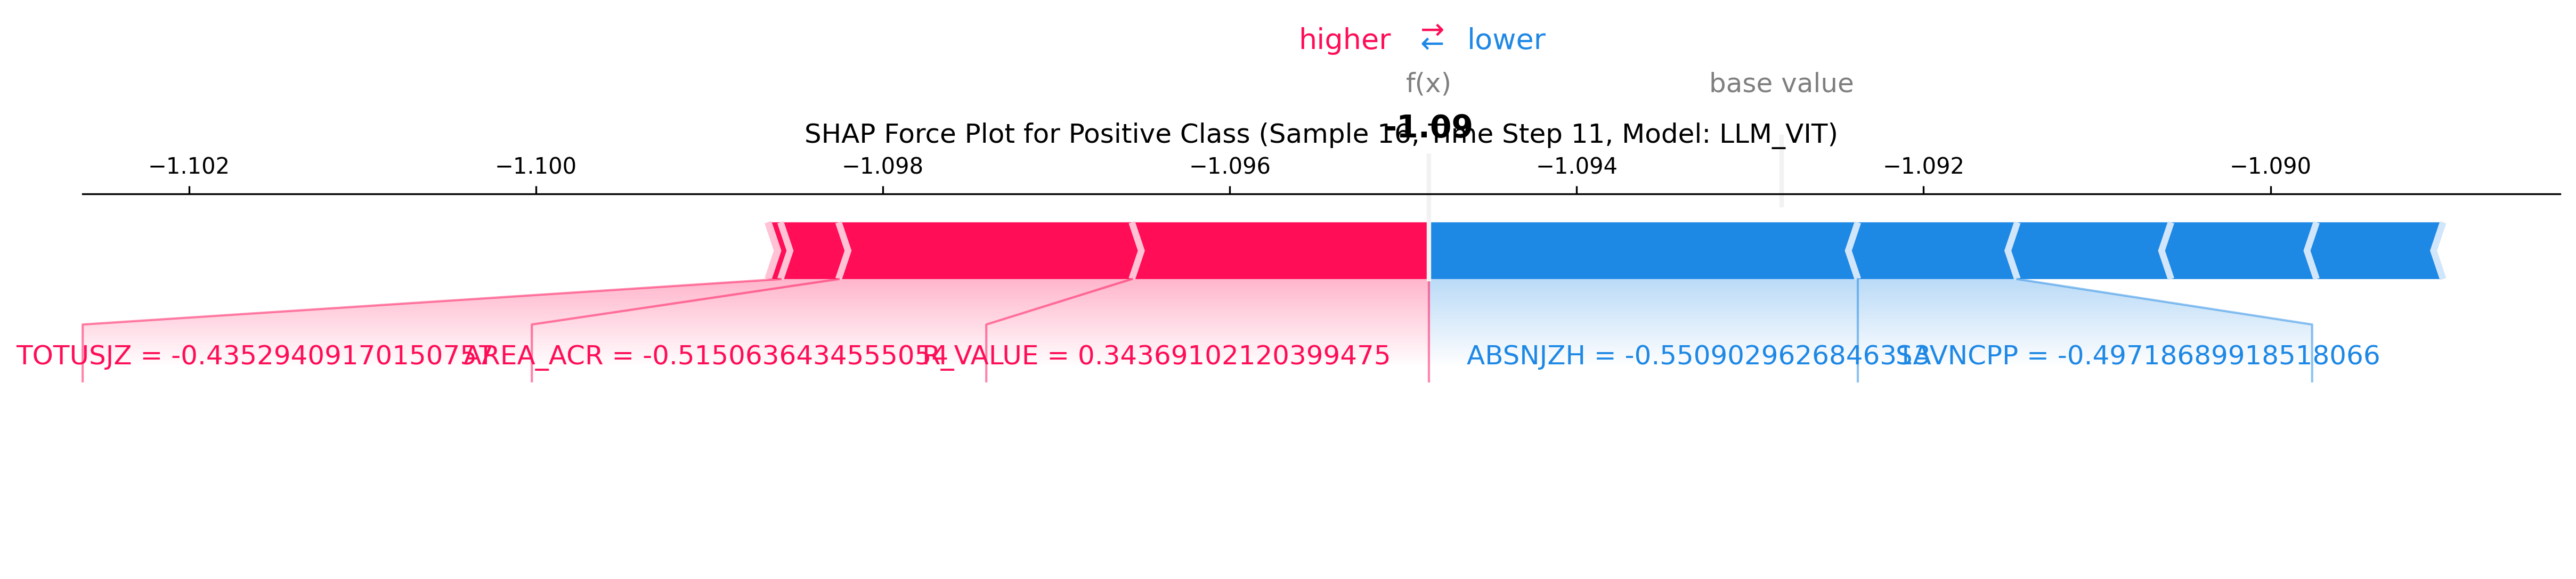 higher ⇄ lower
f(x) base value
-1.09
SHAP Force Plot for Positive Class (Sample 16, Time Step 11, Model: LLM_VIT)
−1.102 −1.100 −1.098 −1.096 −1.094 −1.092 −1.090
TOTUSJZ = -0.43529409170150757 AREA_ACR = -0.5150636434555054 R_VALUE = 0.34369102120399475 ABSNJZH = -0.5509029626846313 SAVNCPP = -0.49718689918518066